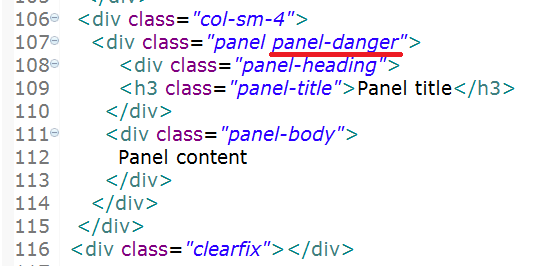 105 </div>
106 <div class="col-sm-4">
107 <div class="panel panel-danger">
108 <div class="panel-heading">
109 <h3 class="panel-title">Panel title</h3>
110 </div>
111 <div class="panel-body">
112 Panel content
113 </div>
114 </div>
115 </div>
116 <div class="clearfix"></div>